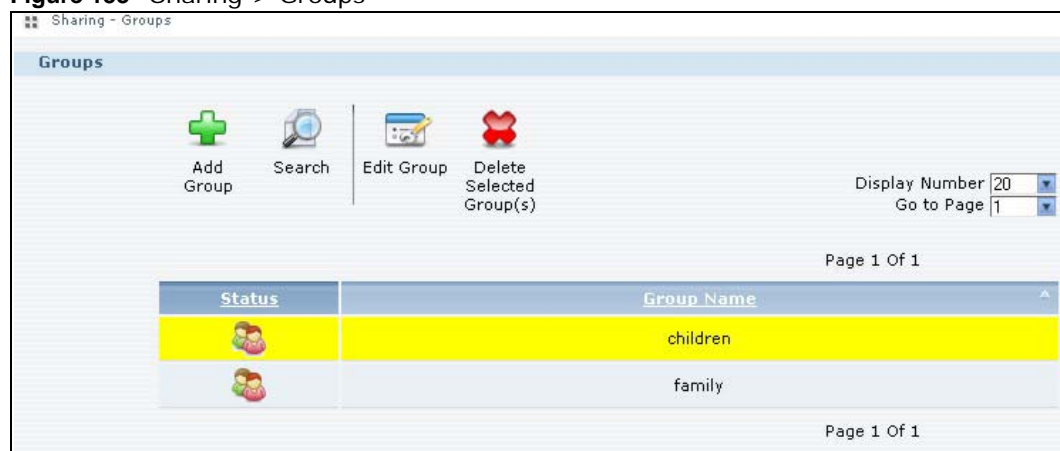 Sharing - Groups
Groups
Add Group
Search
Edit Group
Delete Selected Group(s)
Display Number 20
Go to Page 1
Page 1 Of 1
Status Group Name
children
family
Page 1 Of 1